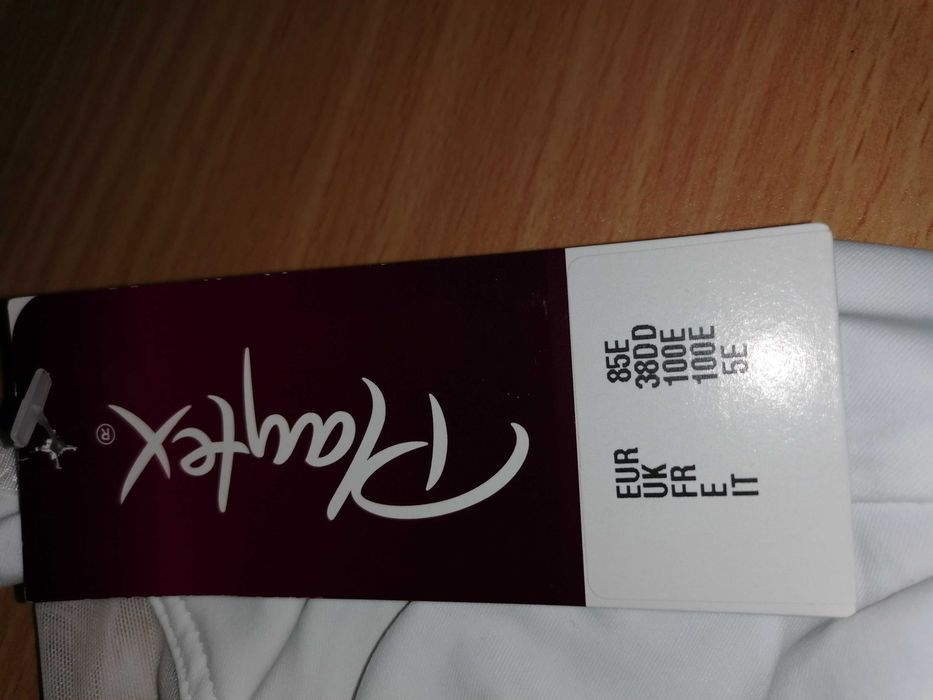 Playtex®
EUR 85E
UK 38DD
FR 100E
E 100E
IT 5E